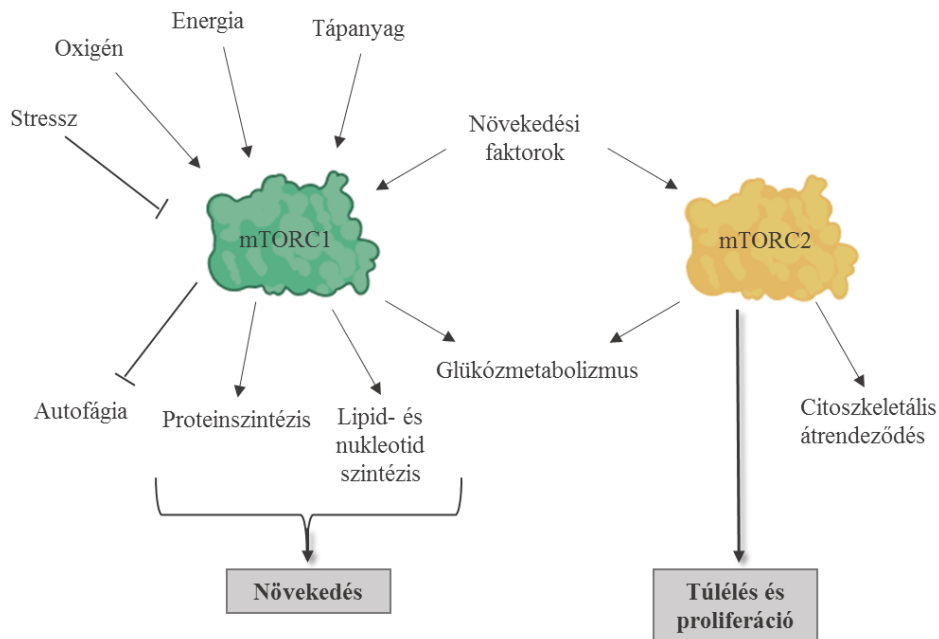 Energia
Tápanyag
Oxigén
Stressz
Növekedési
faktorok
mTORC1
mTORC2
Glükózmetabolizmus
Autofágia
Proteinszintézis
Lipid- és
nukleotid
szintézis
Citoszkeletális
átrendeződés
Növekedés
Túlélés és
proliferáció